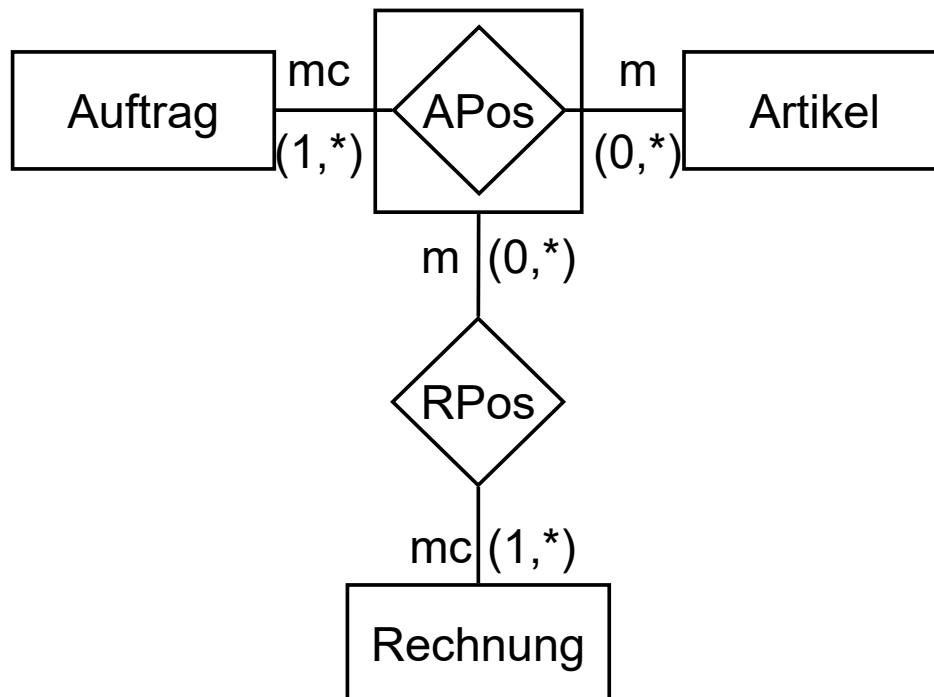 mc m
Auftrag APos Artikel
(1,*) (0,*)
m (0,*)
RPos
mc (1,*)
Rechnung